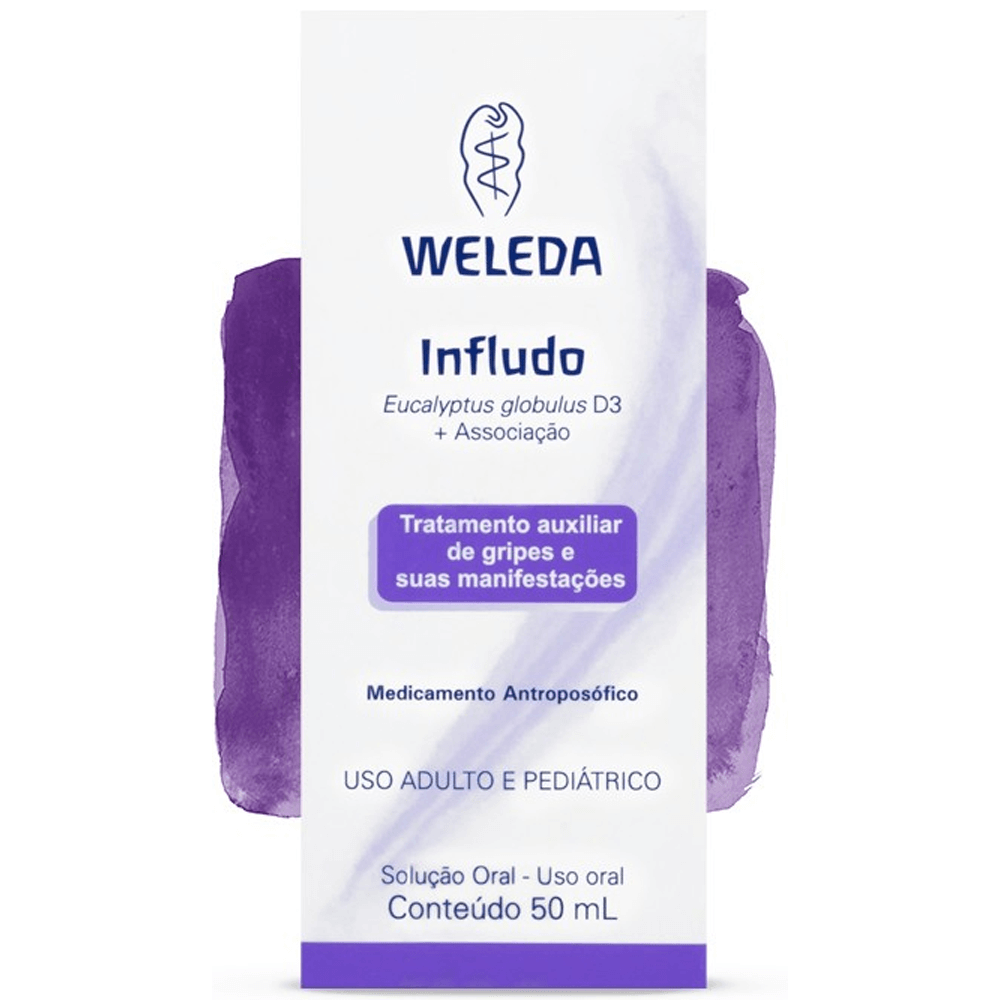 WELEDA
Infludo
Eucalyptus globulus D3
+ Associação
Tratamento auxiliar
de gripes e
suas manifestações
Medicamento Antroposófico
USO ADULTO E PEDIÁTRICO
Solução Oral - Uso oral
Conteúdo 50 mL